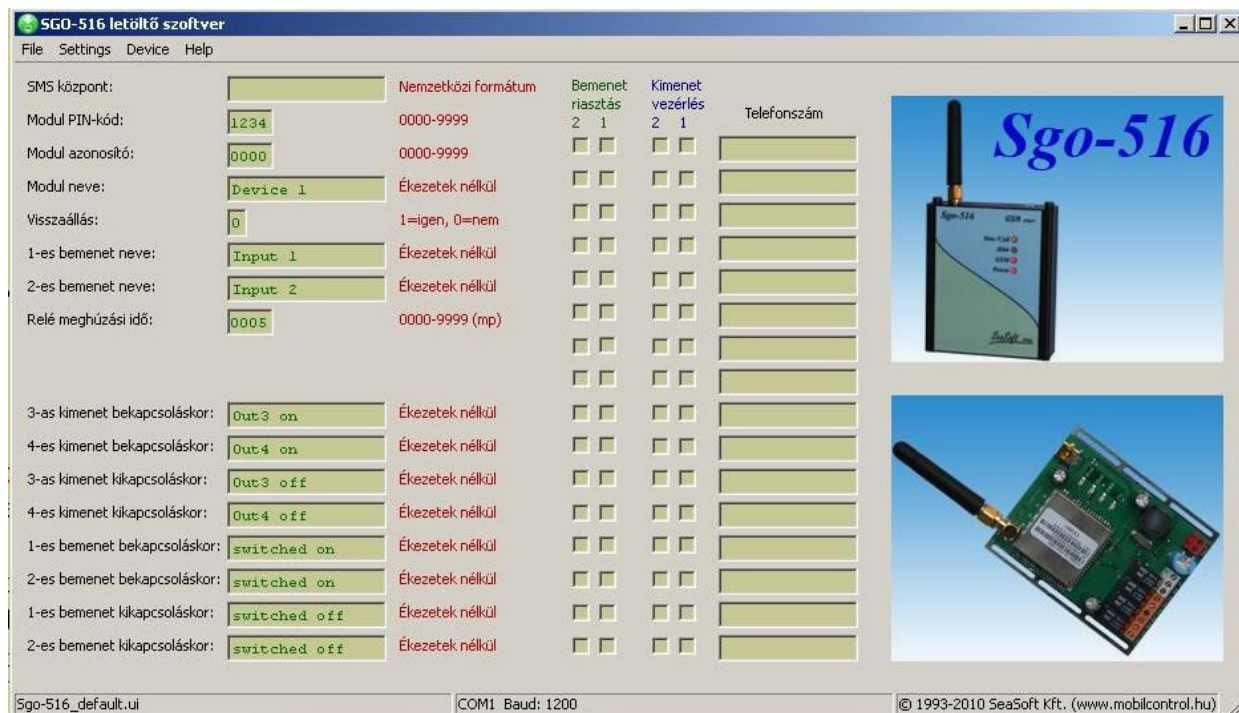 SGO-516 letöltő szoftver
File Settings Device Help
SMS központ: Nemzetközi formátum
Modul PIN-kód: 1234 0000-9999
Modul azonosító: 0000 0000-9999
Modul neve: Device 1 Ékezetek nélkül
Visszaállás: 0 1=igen, 0=nem
1-es bemenet neve: Input 1 Ékezetek nélkül
2-es bemenet neve: Input 2 Ékezetek nélkül
Relé meghúzási idő: 0005 0000-9999 (mp)
3-as kimenet bekapcsoláskor: Out3 on Ékezetek nélkül
4-es kimenet bekapcsoláskor: Out4 on Ékezetek nélkül
3-as kimenet kikapcsoláskor: Out3 off Ékezetek nélkül
4-es kimenet kikapcsoláskor: Out4 off Ékezetek nélkül
1-es bemenet bekapcsoláskor: switched on Ékezetek nélkül
2-es bemenet bekapcsoláskor: switched on Ékezetek nélkül
1-es bemenet kikapcsoláskor: switched off Ékezetek nélkül
2-es bemenet kikapcsoláskor: switched off Ékezetek nélkül
Bemenet riasztás
2 1
Kimenet vezérlés
2 1
Telefonszám
Sgo-516
Sgo-516 GSM
GSM
Power
SeaSoft
Sgo-516_default.ui
COM1 Baud: 1200
© 1993-2010 SeaSoft Kft. (www.mobilcontrol.hu)